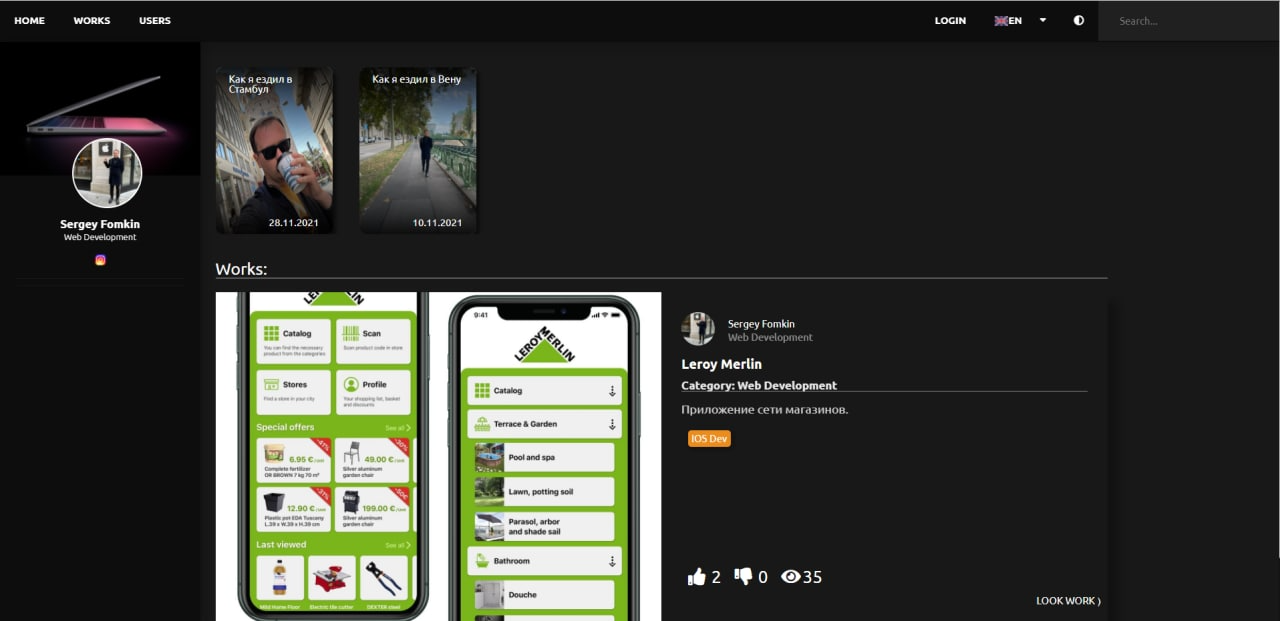 HOME WORKS USERS LOGIN EN Search...
Как я ездил в
Стамбул
28.11.2021
Как я ездил в Вену
10.11.2021
Sergey Fomkin
Web Development
Works:
LEROY MERLIN
Catalog
You can find the necessary
product from the categories
Scan
Scan product code in store
Stores
Find a store in your city
Profile
Your shopping list, basket
and discounts
Special offers See all
-41%
6.95 € /UNIT
Complete fertilizer
OR BROWN 7 kg 70 m²
-30%
49.00 € /UNIT
Silver aluminum
garden chair
-37%
12.90 € /UNIT
Plastic pot EDA Tuscany
L.39 x W.39 x H.39 cm
-50€
199.00 € /UNIT
Silver aluminum
garden chair
Last viewed See all
Mild Home Floor
Electric tile cutter
DEXTER steel
9:41
LEROY MERLIN
Catalog
Terrace & Garden
Pool and spa
Lawn, potting soil
Parasol, arbor
and shade sail
Bathroom
Douche
Sergey Fomkin
Web Development
Leroy Merlin
Category: Web Development
Приложение сети магазинов.
IOS Dev
2 0 35
LOOK WORK ⟩